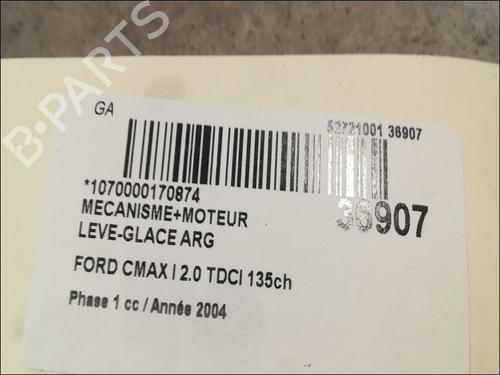 GA
52721001 36907
*1070000170874
36907
MECANISME+MOTEUR
LEVE-GLACE ARG
FORD CMAX I 2.0 TDCI 135ch
Phase 1 cc / Année 2004
B-PARTS